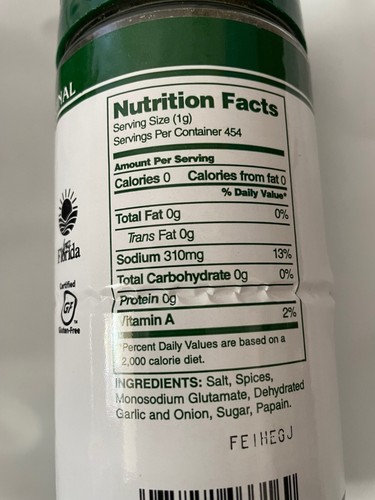 NAL
Nutrition Facts
Serving Size (1g)
Servings Per Container 454
Amount Per Serving
Calories 0 Calories from fat 0
% Daily Value*
Total Fat 0g 0%
Trans Fat 0g
Sodium 310mg 13%
Total Carbohydrate 0g 0%
Protein 0g
Vitamin A 2%
*Percent Daily Values are based on a
2,000 calorie diet.
INGREDIENTS: Salt, Spices,
Monosodium Glutamate, Dehydrated
Garlic and Onion, Sugar, Papain.
Florida
Certified
GF
Gluten-Free